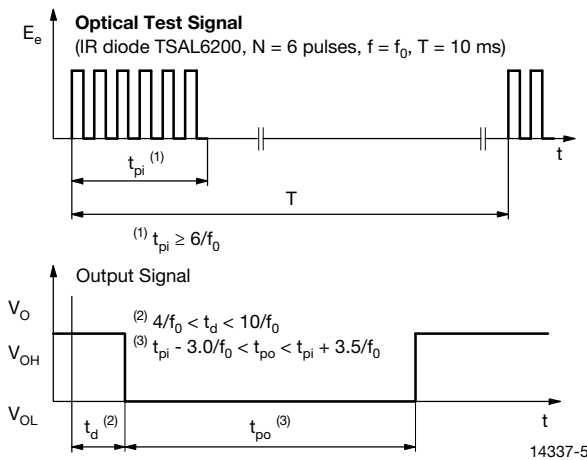 Optical Test Signal
(IR diode TSAL6200, N = 6 pulses, f = f₀, T = 10 ms)
Eₑ
t
tₚᵢ ⁽¹⁾
T
⁽¹⁾ tₚᵢ ≥ 6/f₀
Output Signal
V_O
⁽²⁾ 4/f₀ < t_d < 10/f₀
V_OH
⁽³⁾ tₚᵢ - 3.0/f₀ < tₚₒ < tₚᵢ + 3.5/f₀
V_OL
t_d ⁽²⁾
tₚₒ ⁽³⁾
t
14337-5